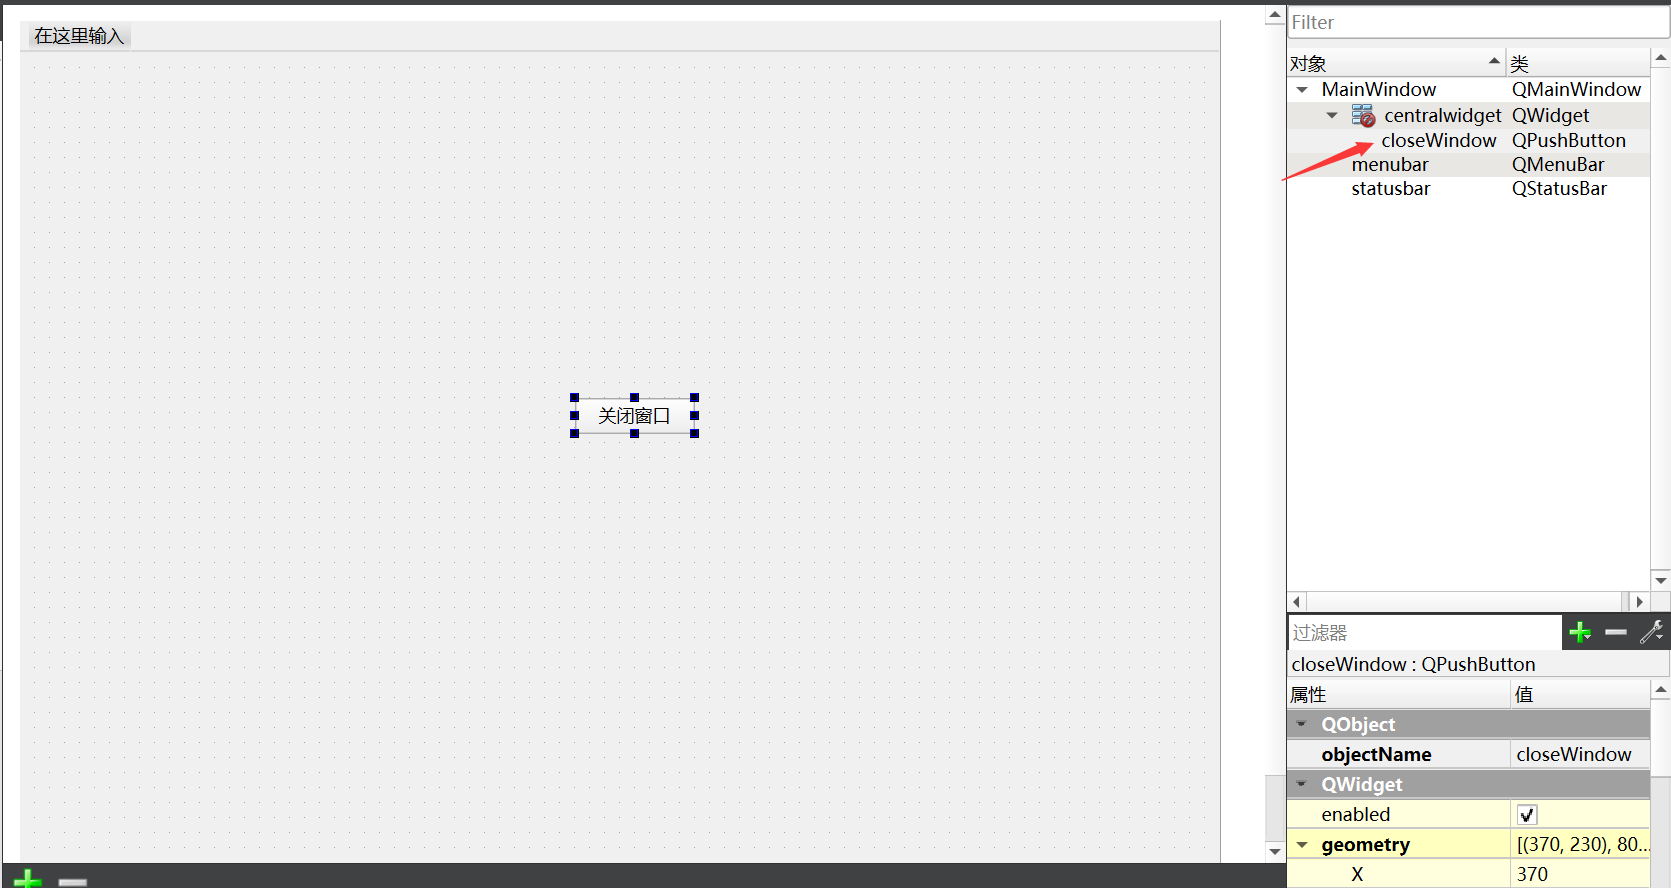 在这里输入
关闭窗口
Filter
对象 类
MainWindow QMainWindow
centralwidget QWidget
closeWindow QPushButton
menubar QMenuBar
statusbar QStatusBar
过滤器
closeWindow : QPushButton
属性 值
QObject
objectName closeWindow
QWidget
enabled
geometry [(370, 230), 80...
X 370